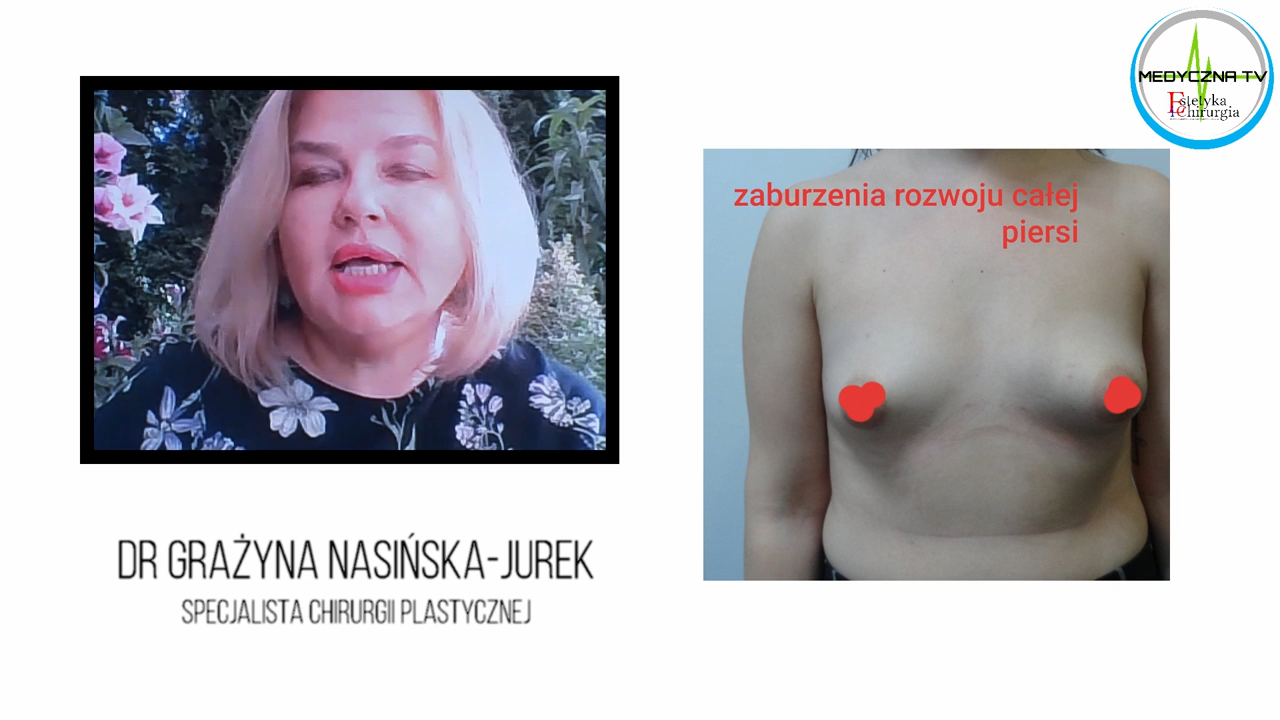 MEDYCZNA TV
Estetyka
i Chirurgia
zaburzenia rozwoju całej
piersi
DR GRAŻYNA NASIŃSKA-JUREK
SPECJALISTA CHIRURGII PLASTYCZNEJ